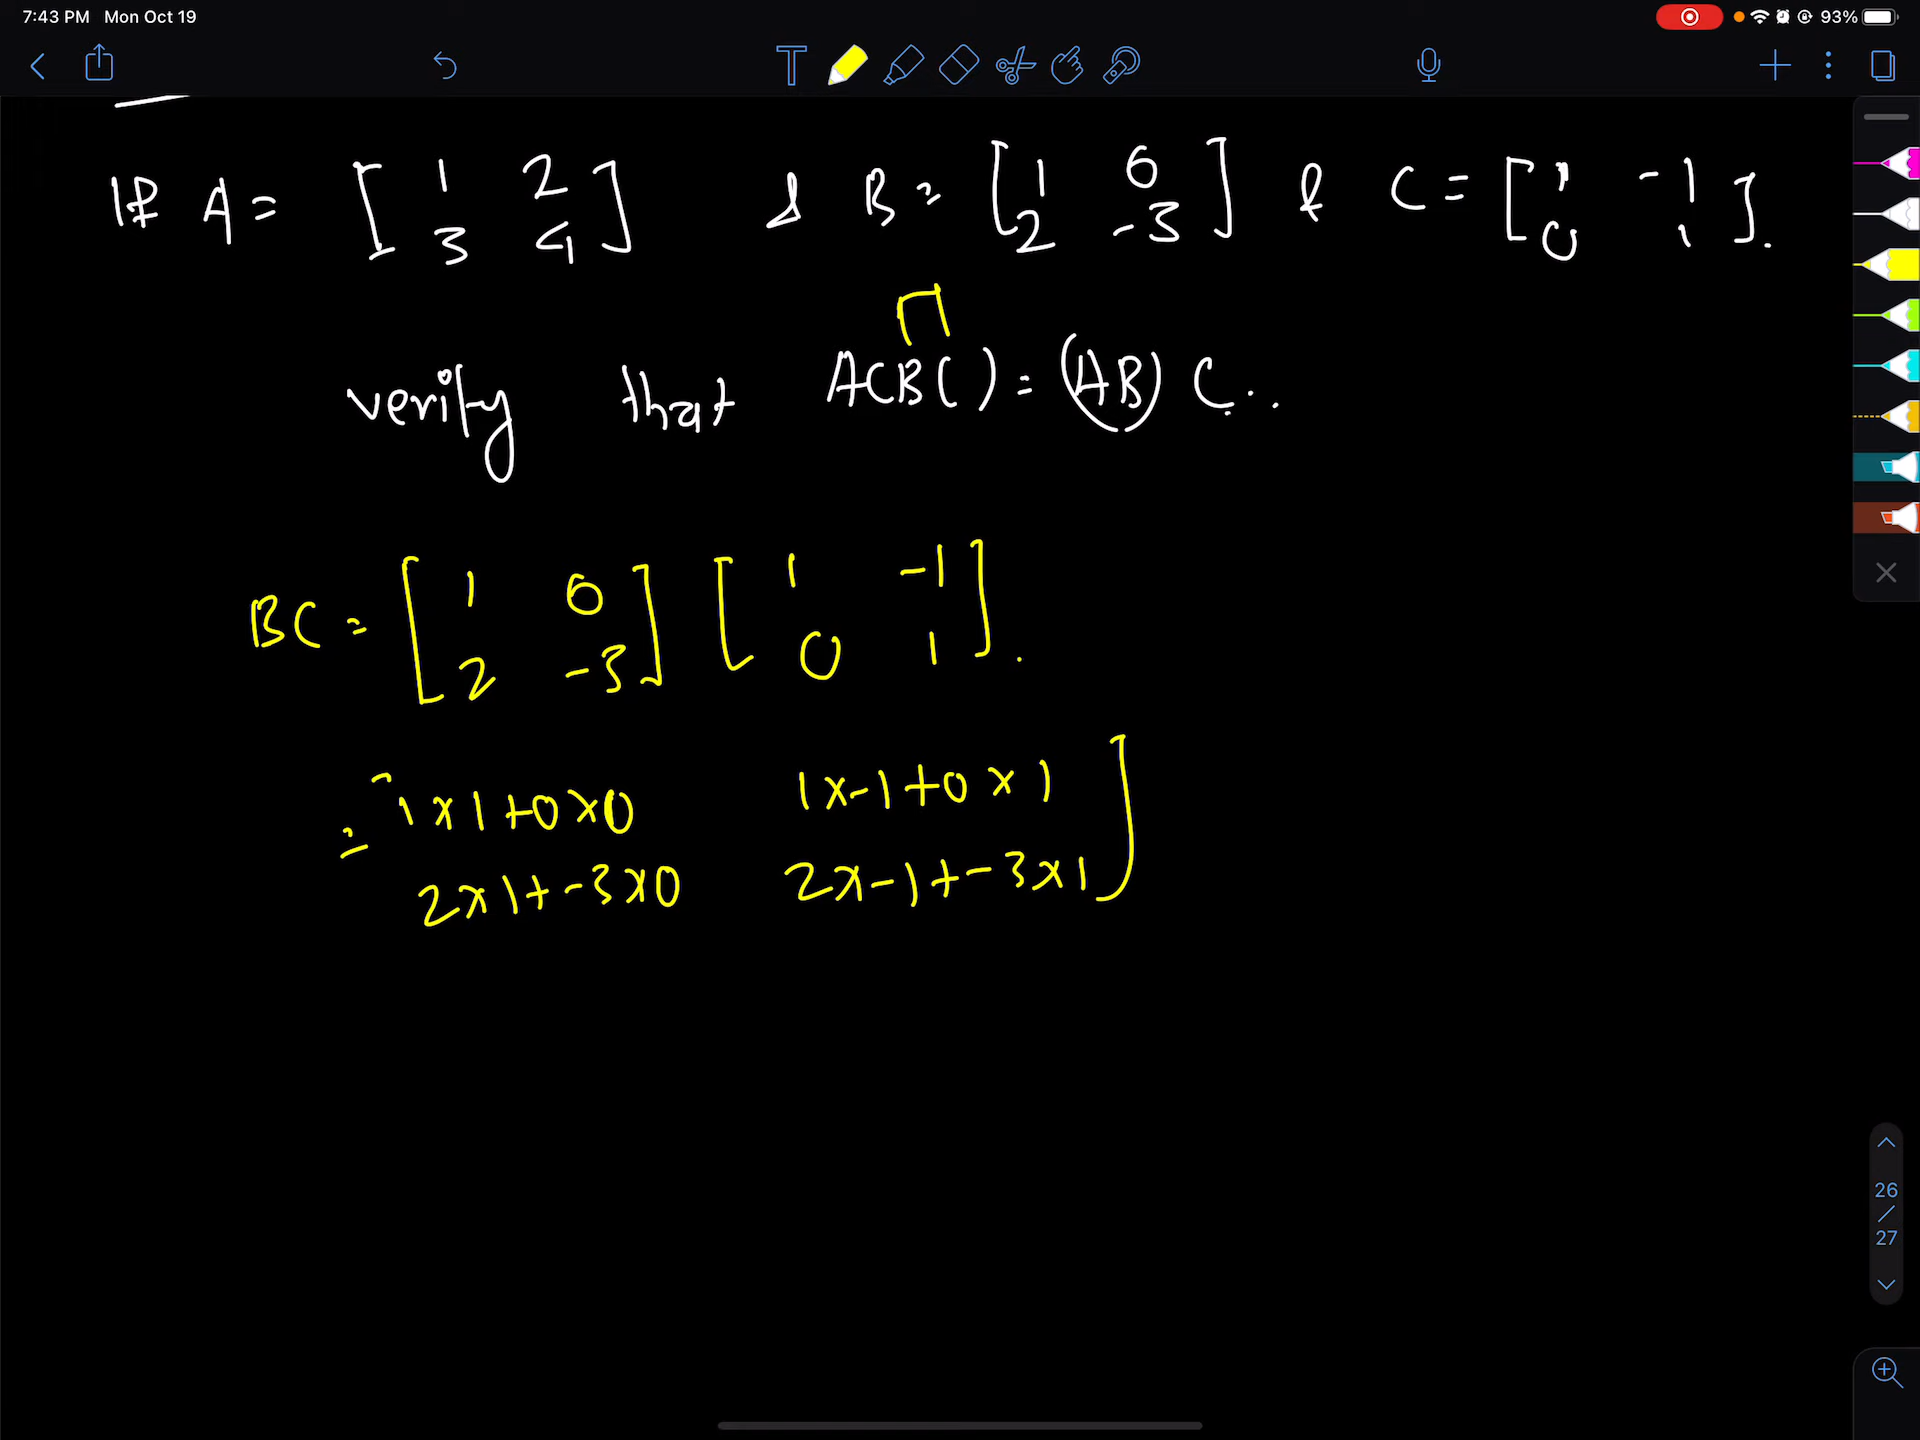 7:43 PM Mon Oct 19 93%
If A = [ 1 2 & B = [ 1 0 & C = [ 1 -1
3 4 ] 2 -3 ] 0 1 ].
verify that A(BC) = (AB) C..
BC = [ 1 0 ] [ 1 -1 ]
2 -3 0 1 .
= [ 1x1+0x0 1x-1+0x1 ]
2x1+-3x0 2x-1+-3x1
26
/
27